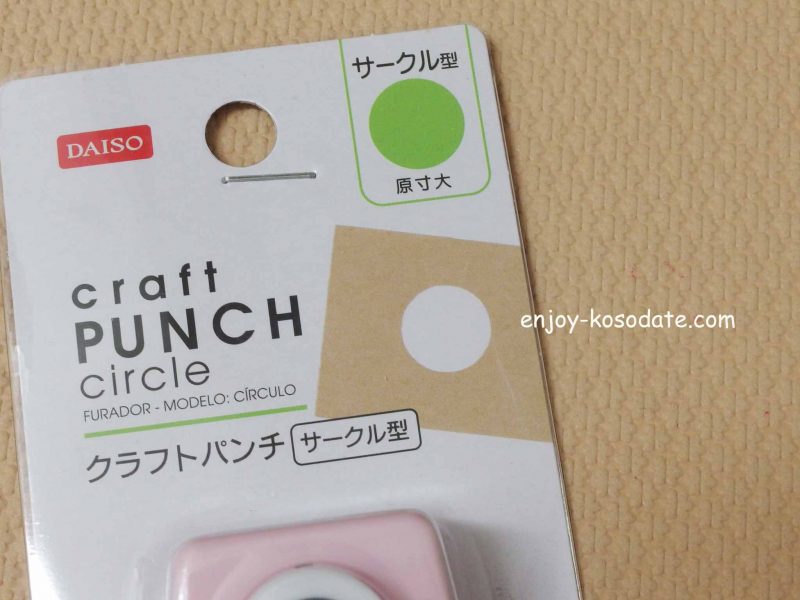 サークル型
原寸大
DAISO
craft
PUNCH
circle
FURADOR - MODELO: CÍRCULO
クラフトパンチ サークル型
enjoy-kosodate.com